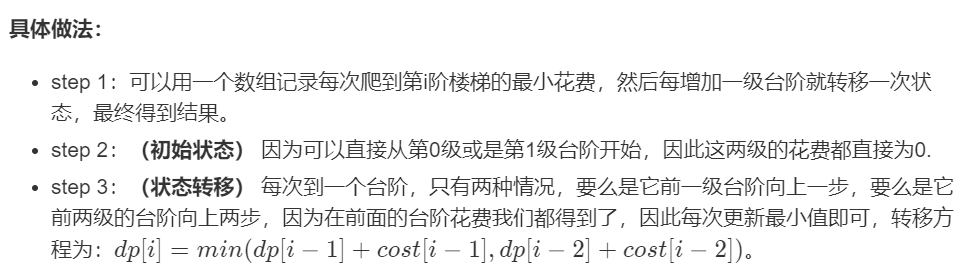 具体做法：
• step 1：可以用一个数组记录每次爬到第i阶楼梯的最小花费，然后每增加一级台阶就转移一次状
态，最终得到结果。
• step 2：（初始状态） 因为可以直接从第0级或是第1级台阶开始，因此这两级的花费都直接为0.
• step 3：（状态转移） 每次到一个台阶，只有两种情况，要么是它前一级台阶向上一步，要么是它
前两级的台阶向上两步，因为在前面的台阶花费我们都得到了，因此每次更新最小值即可，转移方
程为：dp[i] = min(dp[i − 1] + cost[i − 1], dp[i − 2] + cost[i − 2])。